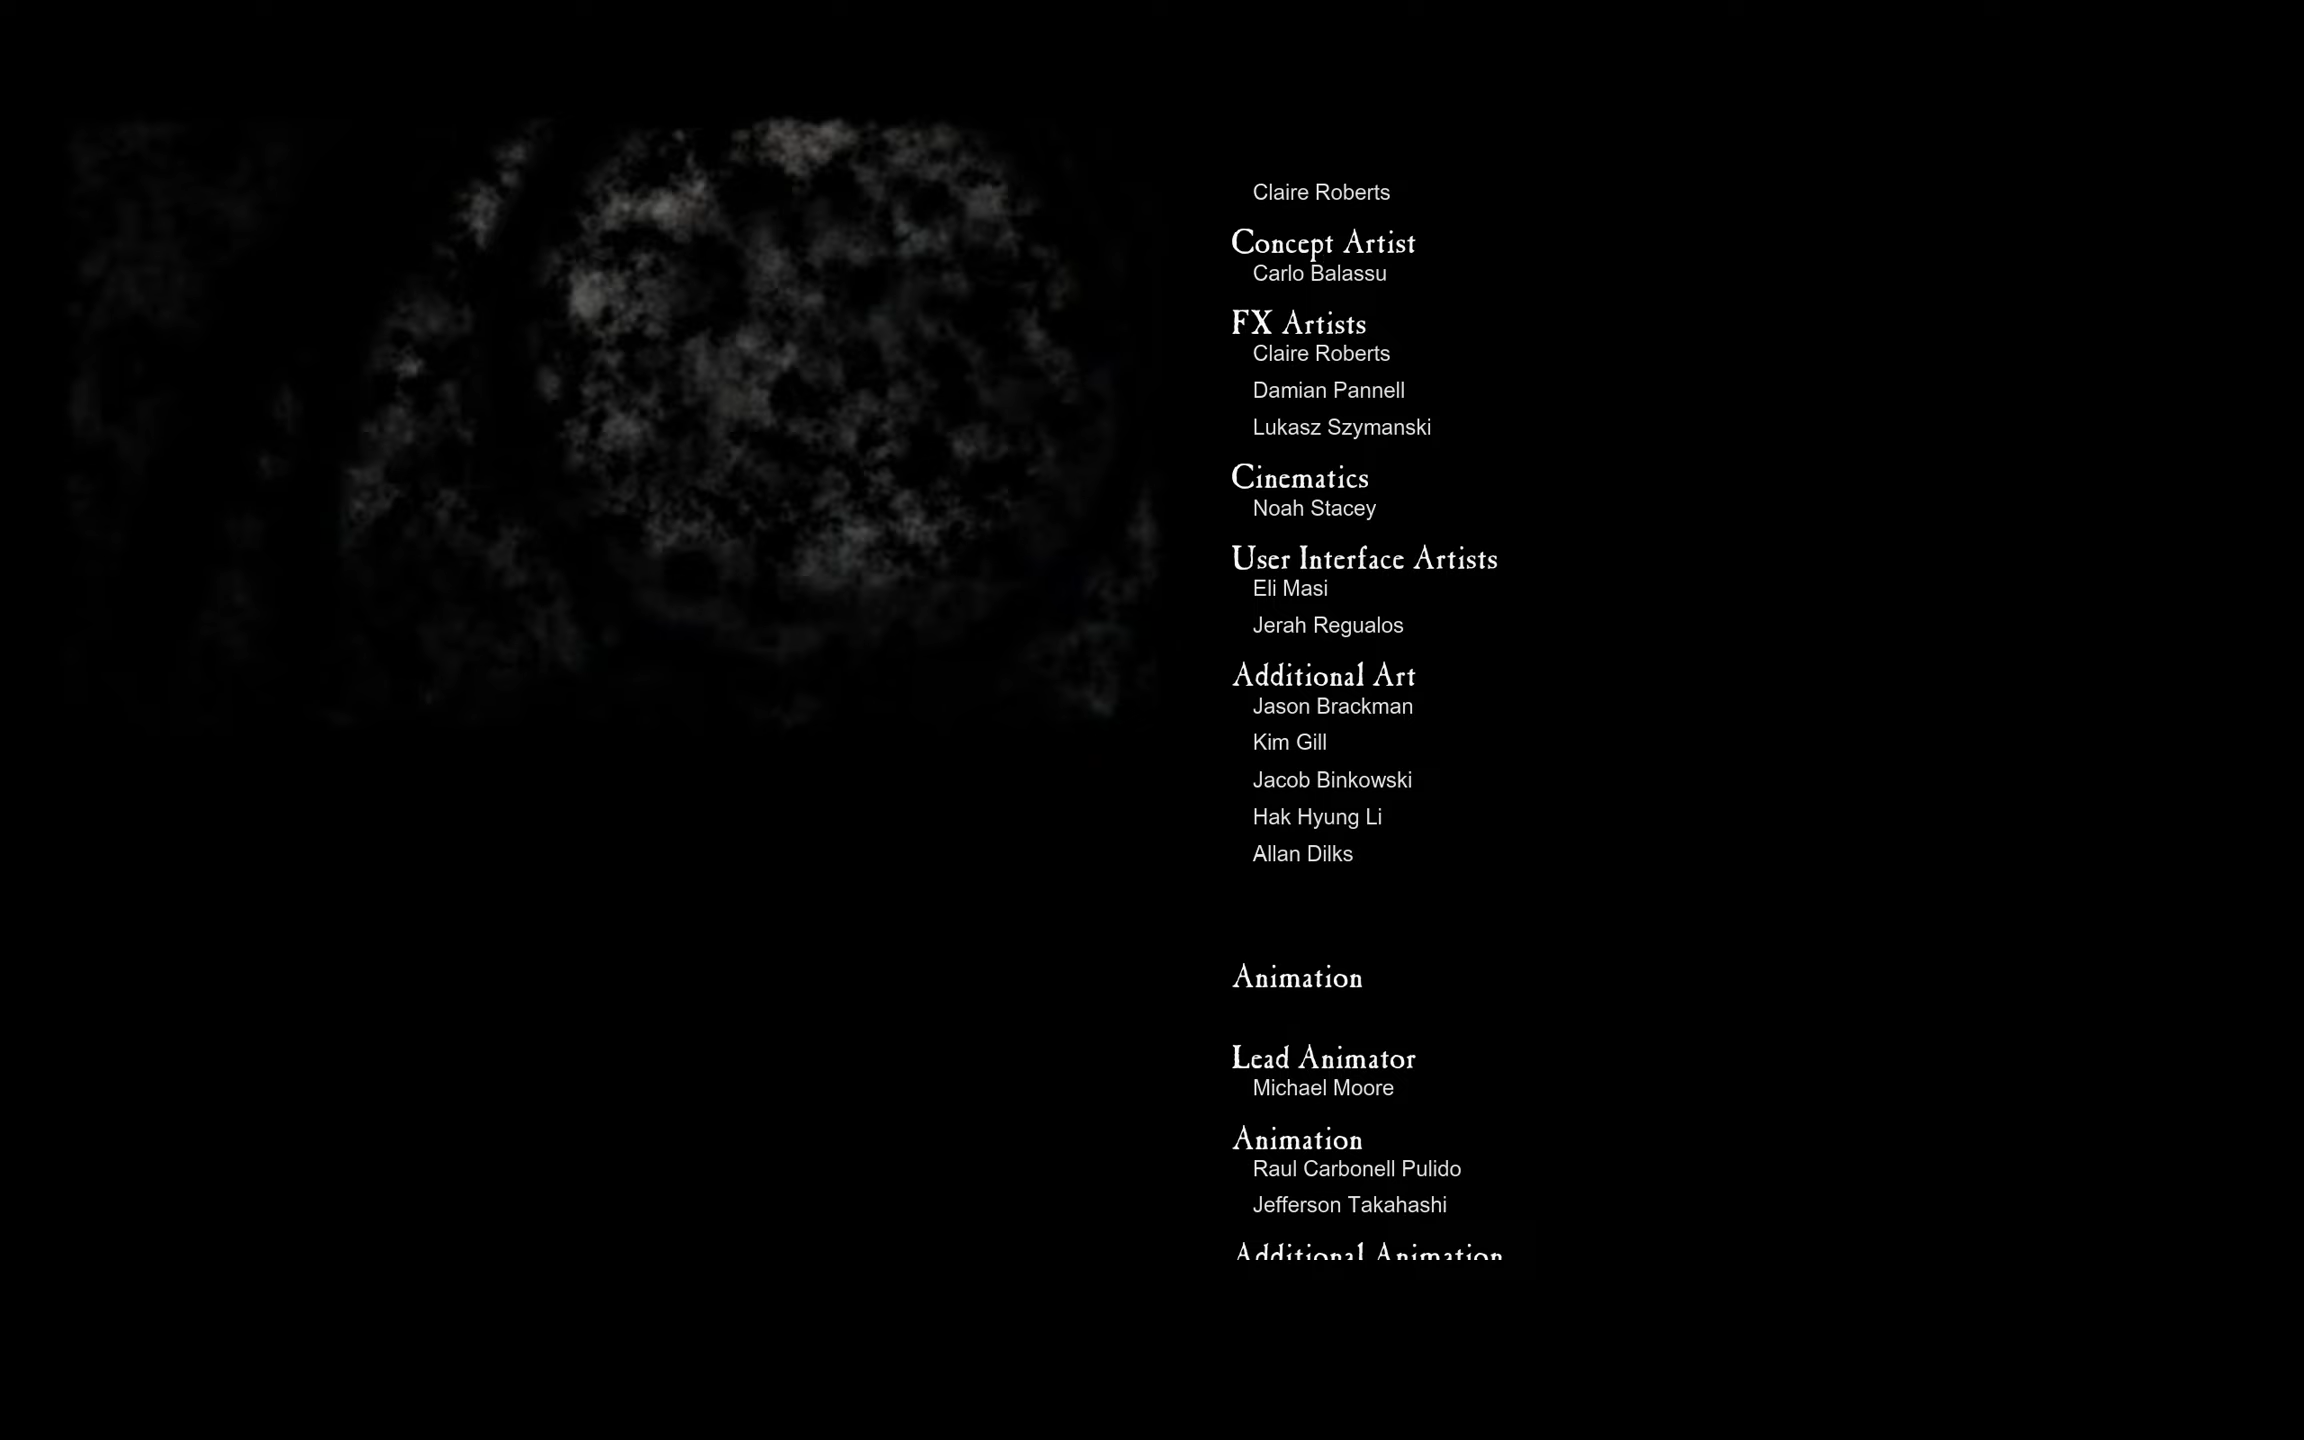 Claire Roberts
Concept Artist
Carlo Balassu
FX Artists
Claire Roberts
Damian Pannell
Lukasz Szymanski
Cinematics
Noah Stacey
User Interface Artists
Eli Masi
Jerah Regualos
Additional Art
Jason Brackman
Kim Gill
Jacob Binkowski
Hak Hyung Li
Allan Dilks
Animation
Lead Animator
Michael Moore
Animation
Raul Carbonell Pulido
Jefferson Takahashi
Additional Animation